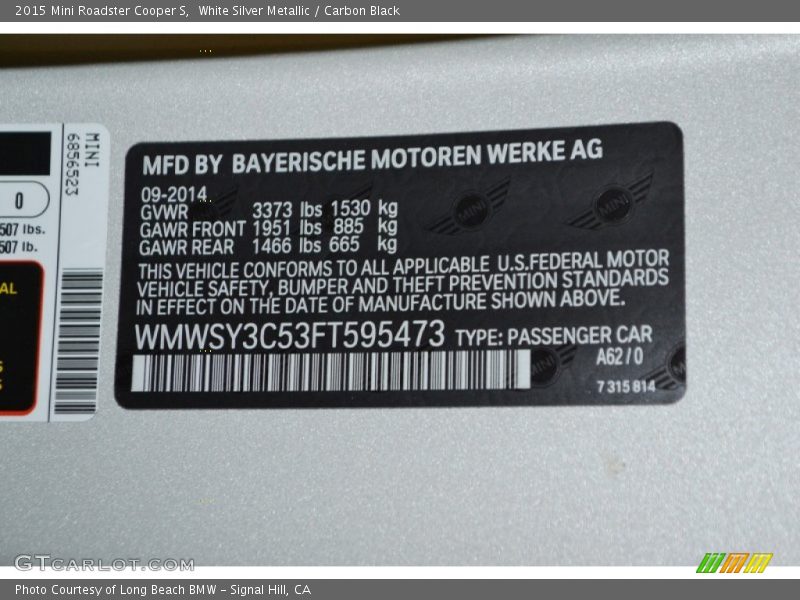 2015 Mini Roadster Cooper S,  White Silver Metallic / Carbon Black
MINI
6856523
0
507 lbs.
507 lb.
AL
S
S
MFD BY BAYERISCHE MOTOREN WERKE AG
09-2014
GVWR 3373 lbs 1530 kg
GAWR FRONT 1951 lbs 885 kg
GAWR REAR 1466 lbs 665 kg
THIS VEHICLE CONFORMS TO ALL APPLICABLE U.S.FEDERAL MOTOR
VEHICLE SAFETY, BUMPER AND THEFT PREVENTION STANDARDS
IN EFFECT ON THE DATE OF MANUFACTURE SHOWN ABOVE.
WMWSY3C53FT595473 TYPE: PASSENGER CAR
A62/0
7 315 814
MINI
MINI
MINI
GTCARLOT.COM
Photo Courtesy of Long Beach BMW - Signal Hill, CA